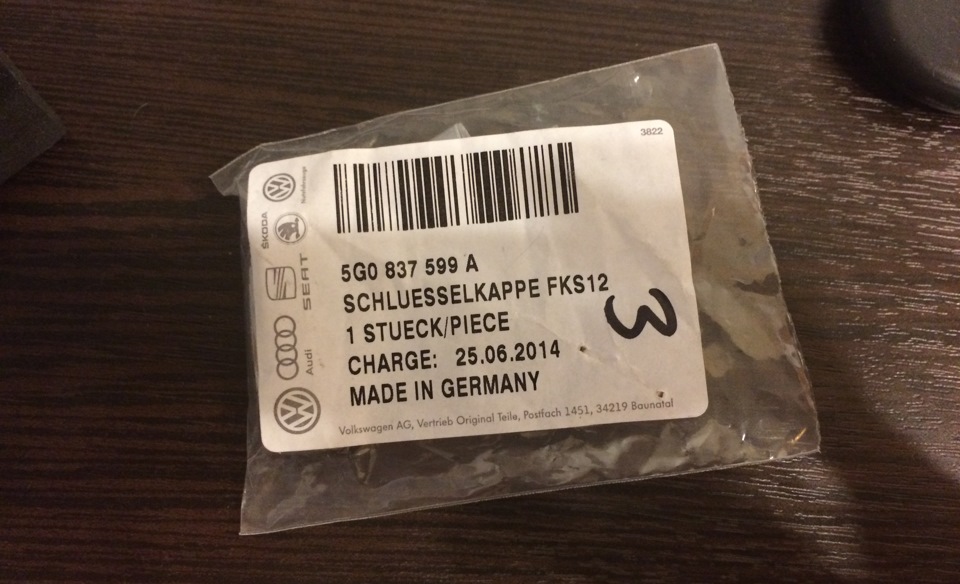 3822
5G0 837 599 A
SCHLUESSELKAPPE FKS12
1 STUECK/PIECE
CHARGE: 25.06.2014
MADE IN GERMANY
3
Volkswagen AG, Vertrieb Original Teile, Postfach 1451, 34219 Baunatal
Nutzfahrzeuge
ŠKODA
SEAT
Audi